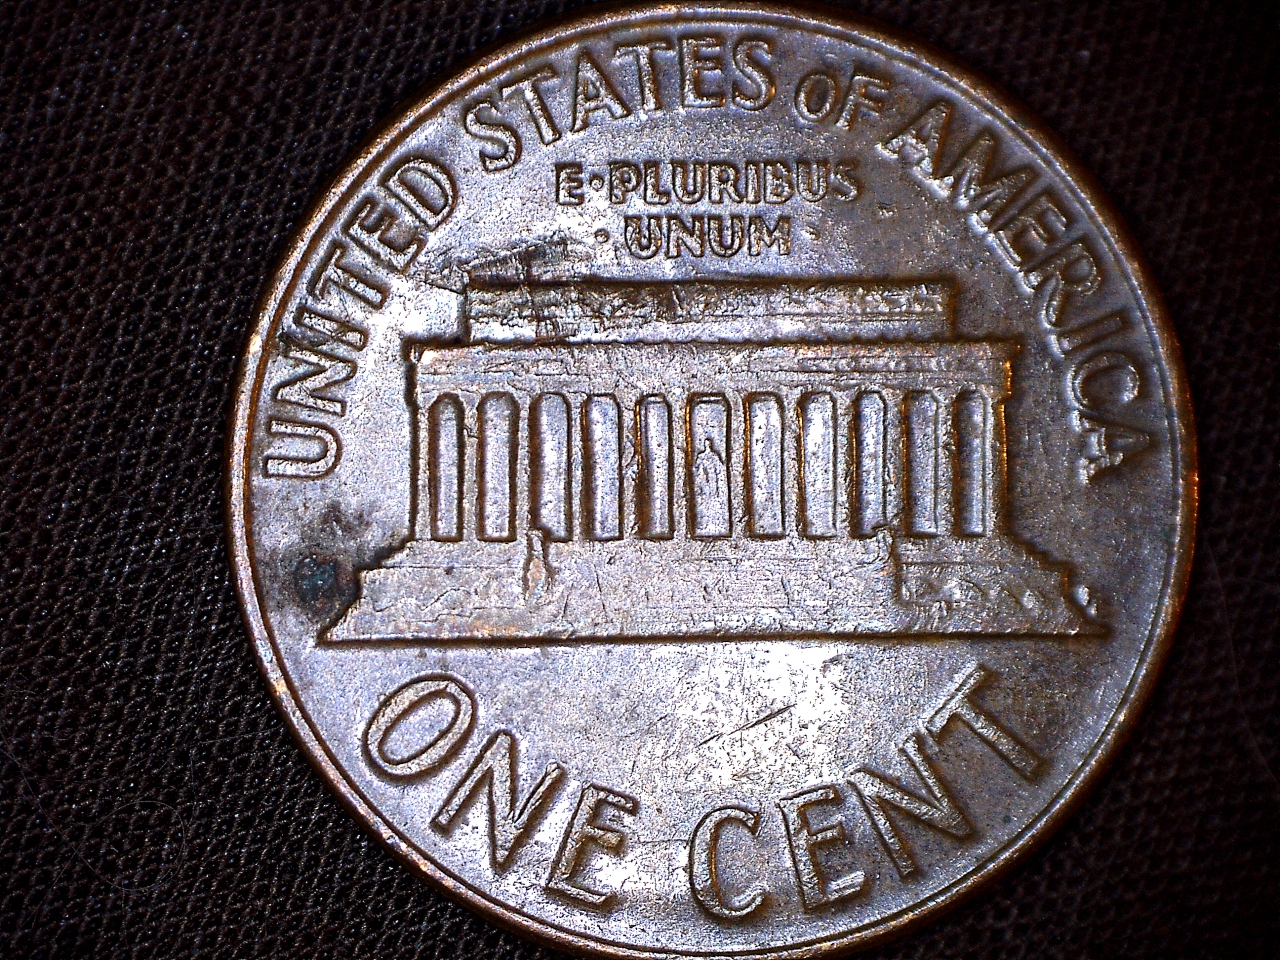 UNITED STATES OF AMERICA
E·PLURIBUS
·UNUM·
ONE CENT